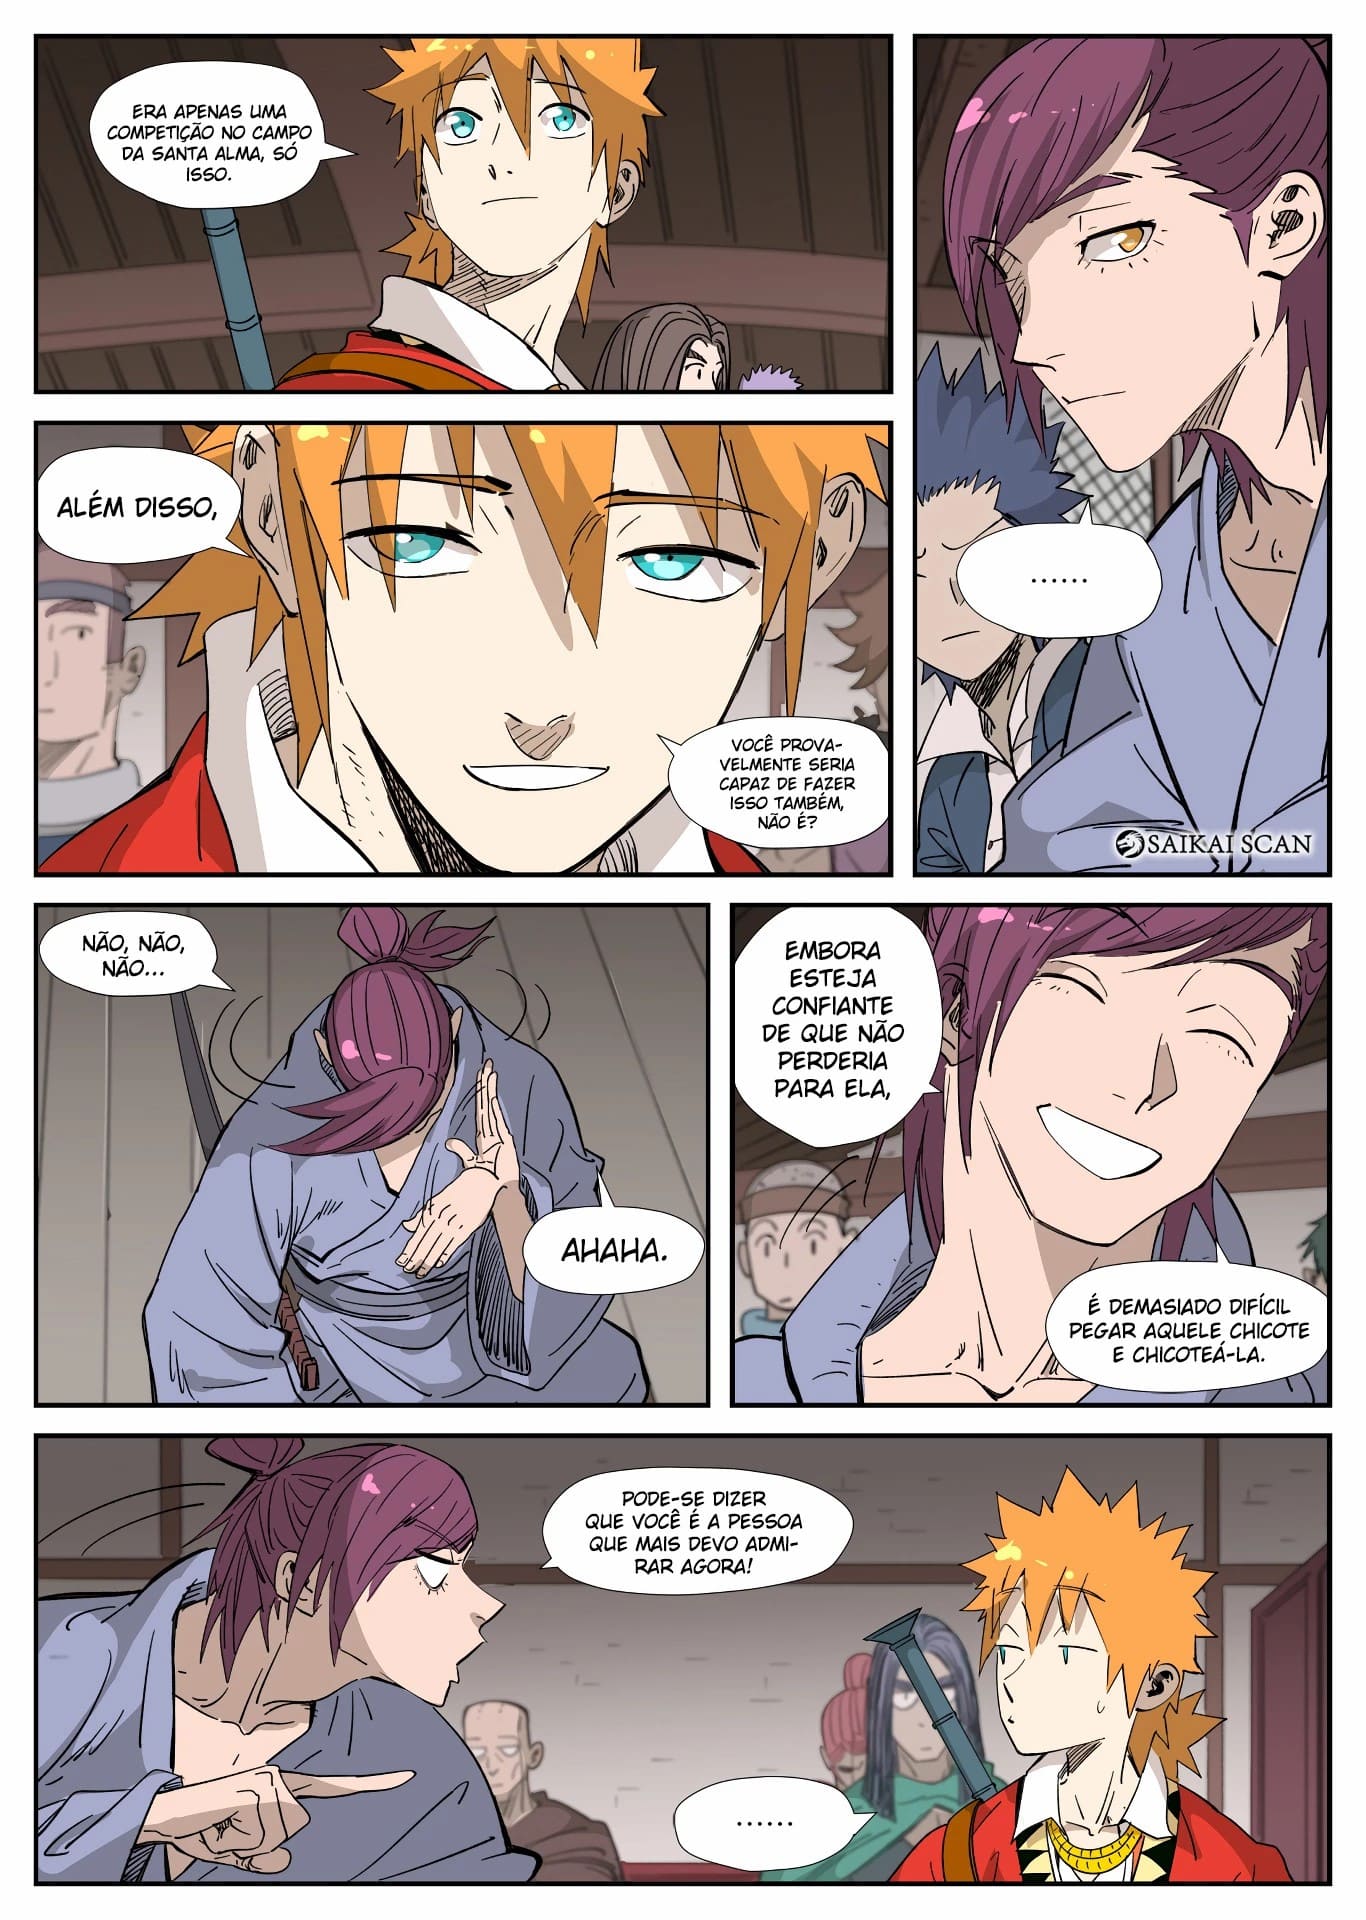 ERA APENAS UMA
COMPETIÇÃO NO CAMPO
DA SANTA ALMA, SÓ
ISSO.
......
ALÉM DISSO,
VOCÊ PROVA-
VELMENTE SERIA
CAPAZ DE FAZER
ISSO TAMBÉM,
NÃO É?
SAIKAI SCAN
NÃO, NÃO,
NÃO...
AHAHA.
EMBORA
ESTEJA
CONFIANTE
DE QUE NÃO
PERDERIA
PARA ELA,
É DEMASIADO DIFÍCIL
PEGAR AQUELE CHICOTE
E CHICOTEÁ-LA.
PODE-SE DIZER
QUE VOCÊ É A PESSOA
QUE MAIS DEVO ADMI-
RAR AGORA!
......